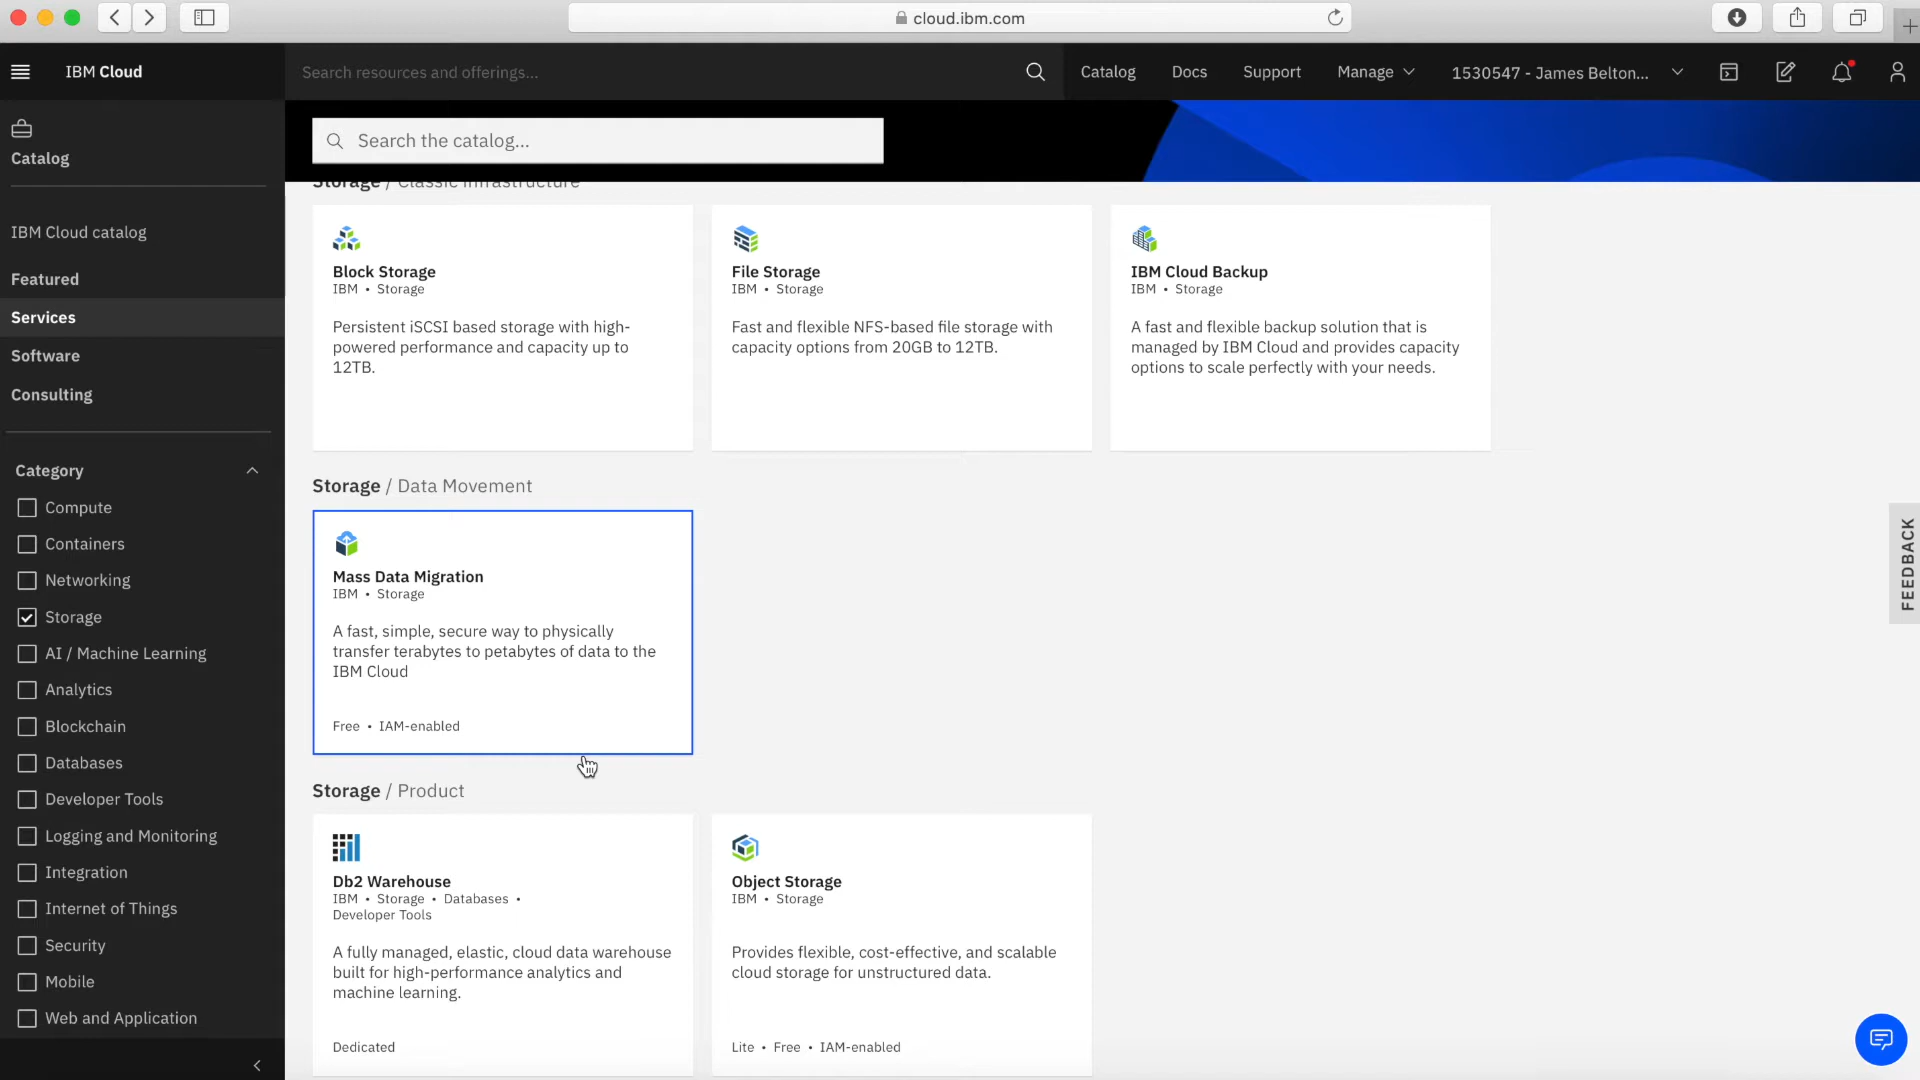 cloud.ibm.com
IBM Cloud
Search resources and offerings...
Catalog
Docs
Support
Manage
1530547 - James Belton...
Catalog
Search the catalog...
IBM Cloud catalog
Featured
Services
Software
Consulting
Category
Compute
Containers
Networking
Storage
AI / Machine Learning
Analytics
Blockchain
Databases
Developer Tools
Logging and Monitoring
Integration
Internet of Things
Security
Mobile
Web and Application
Storage / Classic Infrastructure
Block Storage
IBM • Storage
Persistent iSCSI based storage with high-
powered performance and capacity up to
12TB.
File Storage
IBM • Storage
Fast and flexible NFS-based file storage with
capacity options from 20GB to 12TB.
IBM Cloud Backup
IBM • Storage
A fast and flexible backup solution that is
managed by IBM Cloud and provides capacity
options to scale perfectly with your needs.
Storage / Data Movement
Mass Data Migration
IBM • Storage
A fast, simple, secure way to physically
transfer terabytes to petabytes of data to the
IBM Cloud
Free • IAM-enabled
Storage / Product
Db2 Warehouse
IBM • Storage • Databases •
Developer Tools
A fully managed, elastic, cloud data warehouse
built for high-performance analytics and
machine learning.
Dedicated
Object Storage
IBM • Storage
Provides flexible, cost-effective, and scalable
cloud storage for unstructured data.
Lite • Free • IAM-enabled
FEEDBACK